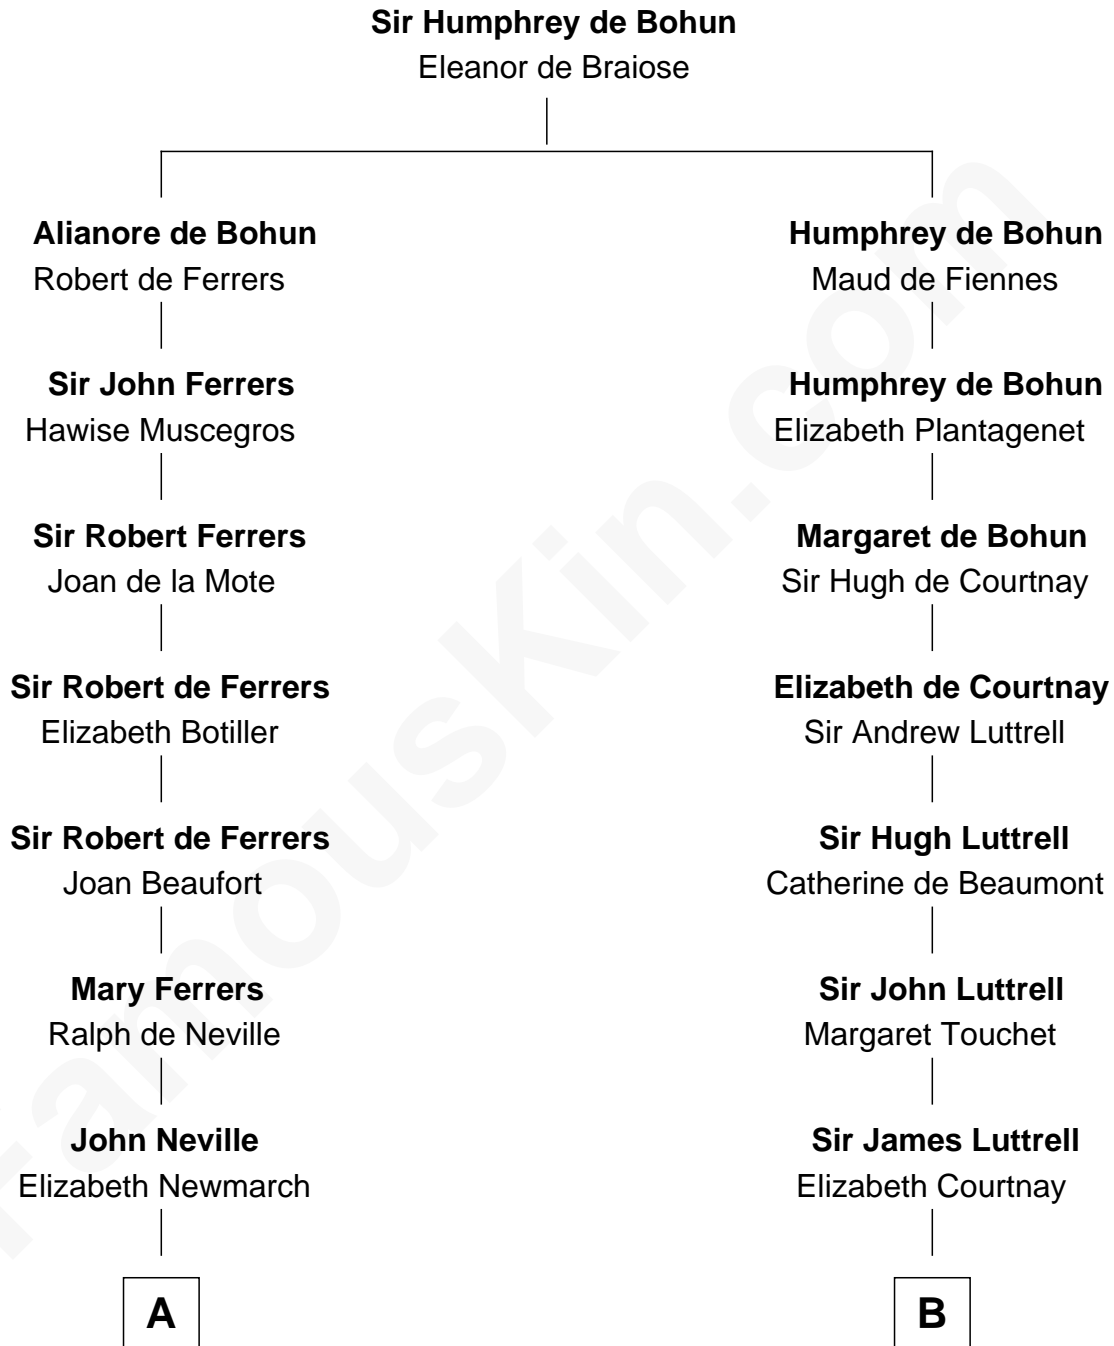 Sir Humphrey de Bohun
Eleanor de Braiose
Alianore de Bohun
Robert de Ferrers
Humphrey de Bohun
Maud de Fiennes
Sir John Ferrers
Hawise Muscegros
Humphrey de Bohun
Elizabeth Plantagenet
Sir Robert Ferrers
Joan de la Mote
Margaret de Bohun
Sir Hugh de Courtnay
Sir Robert de Ferrers
Elizabeth Botiller
Elizabeth de Courtnay
Sir Andrew Luttrell
Sir Robert de Ferrers
Joan Beaufort
Sir Hugh Luttrell
Catherine de Beaumont
Mary Ferrers
Ralph de Neville
Sir John Luttrell
Margaret Touchet
John Neville
Elizabeth Newmarch
Sir James Luttrell
Elizabeth Courtnay
A
B
FamousKin.com